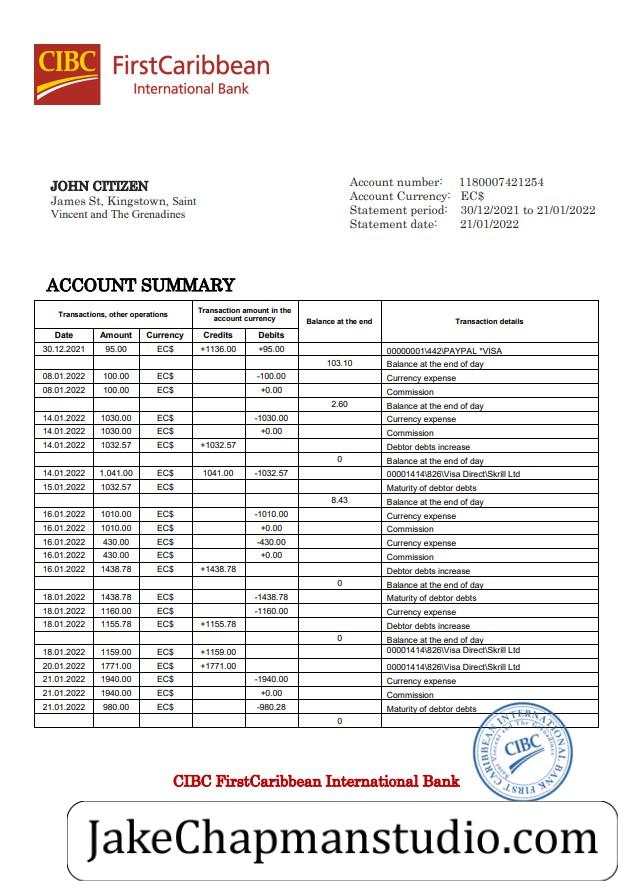 CIBC FirstCaribbean
International Bank
JOHN CITIZEN
James St, Kingstown, Saint
Vincent and The Grenadines
Account number: 1180007421254
Account Currency: EC$
Statement period: 30/12/2021 to 21/01/2022
Statement date: 21/01/2022
ACCOUNT SUMMARY
Transactions, other operations Transaction amount in the account currency Balance at the end Transaction details
Date Amount Currency Credits Debits
30.12.2021 95.00 EC$ +1136.00 +95.00 00000001\442\PAYPAL "VISA
103.10 Balance at the end of day
08.01.2022 100.00 EC$ -100.00 Currency expense
08.01.2022 100.00 EC$ +0.00 Commission
2.60 Balance at the end of day
14.01.2022 1030.00 EC$ -1030.00 Currency expense
14.01.2022 1030.00 EC$ +0.00 Commission
14.01.2022 1032.57 EC$ +1032.57 Debtor debts increase
0 Balance at the end of day
14.01.2022 1.041.00 EC$ 1041.00 -1032.57 00001414\826\Visa Direct\Skrill Ltd
15.01.2022 1032.57 EC$ Maturity of debtor debts
8.43 Balance at the end of day
16.01.2022 1010.00 EC$ -1010.00 Currency expense
16.01.2022 1010.00 EC$ +0.00 Commission
16.01.2022 430.00 EC$ -430.00 Currency expense
16.01.2022 430.00 EC$ +0.00 Commission
16.01.2022 1438.78 EC$ +1438.78 Debtor debts increase
0 Balance at the end of day
18.01.2022 1438.78 EC$ -1438.78 Maturity of debtor debts
18.01.2022 1160.00 EC$ -1160.00 Currency expense
18.01.2022 1155.78 EC$ +1155.78 Debtor debts increase
0 Balance at the end of day
18.01.2022 1159.00 EC$ +1159.00 00001414\826\Visa Direct\Skrill Ltd
20.01.2022 1771.00 EC$ +1771.00 00001414\826\Visa Direct\Skrill Ltd
21.01.2022 1940.00 EC$ -1940.00 Currency expense
21.01.2022 1940.00 EC$ +0.00 Commission
21.01.2022 980.00 EC$ -980.28 Maturity of debtor debts
0
CIBC FIRST CARIBBEAN INTERNATIONAL BANK
Saint Vincent and The Grenadines
CIBC FirstCaribbean International Bank
JakeChapmanstudio.com